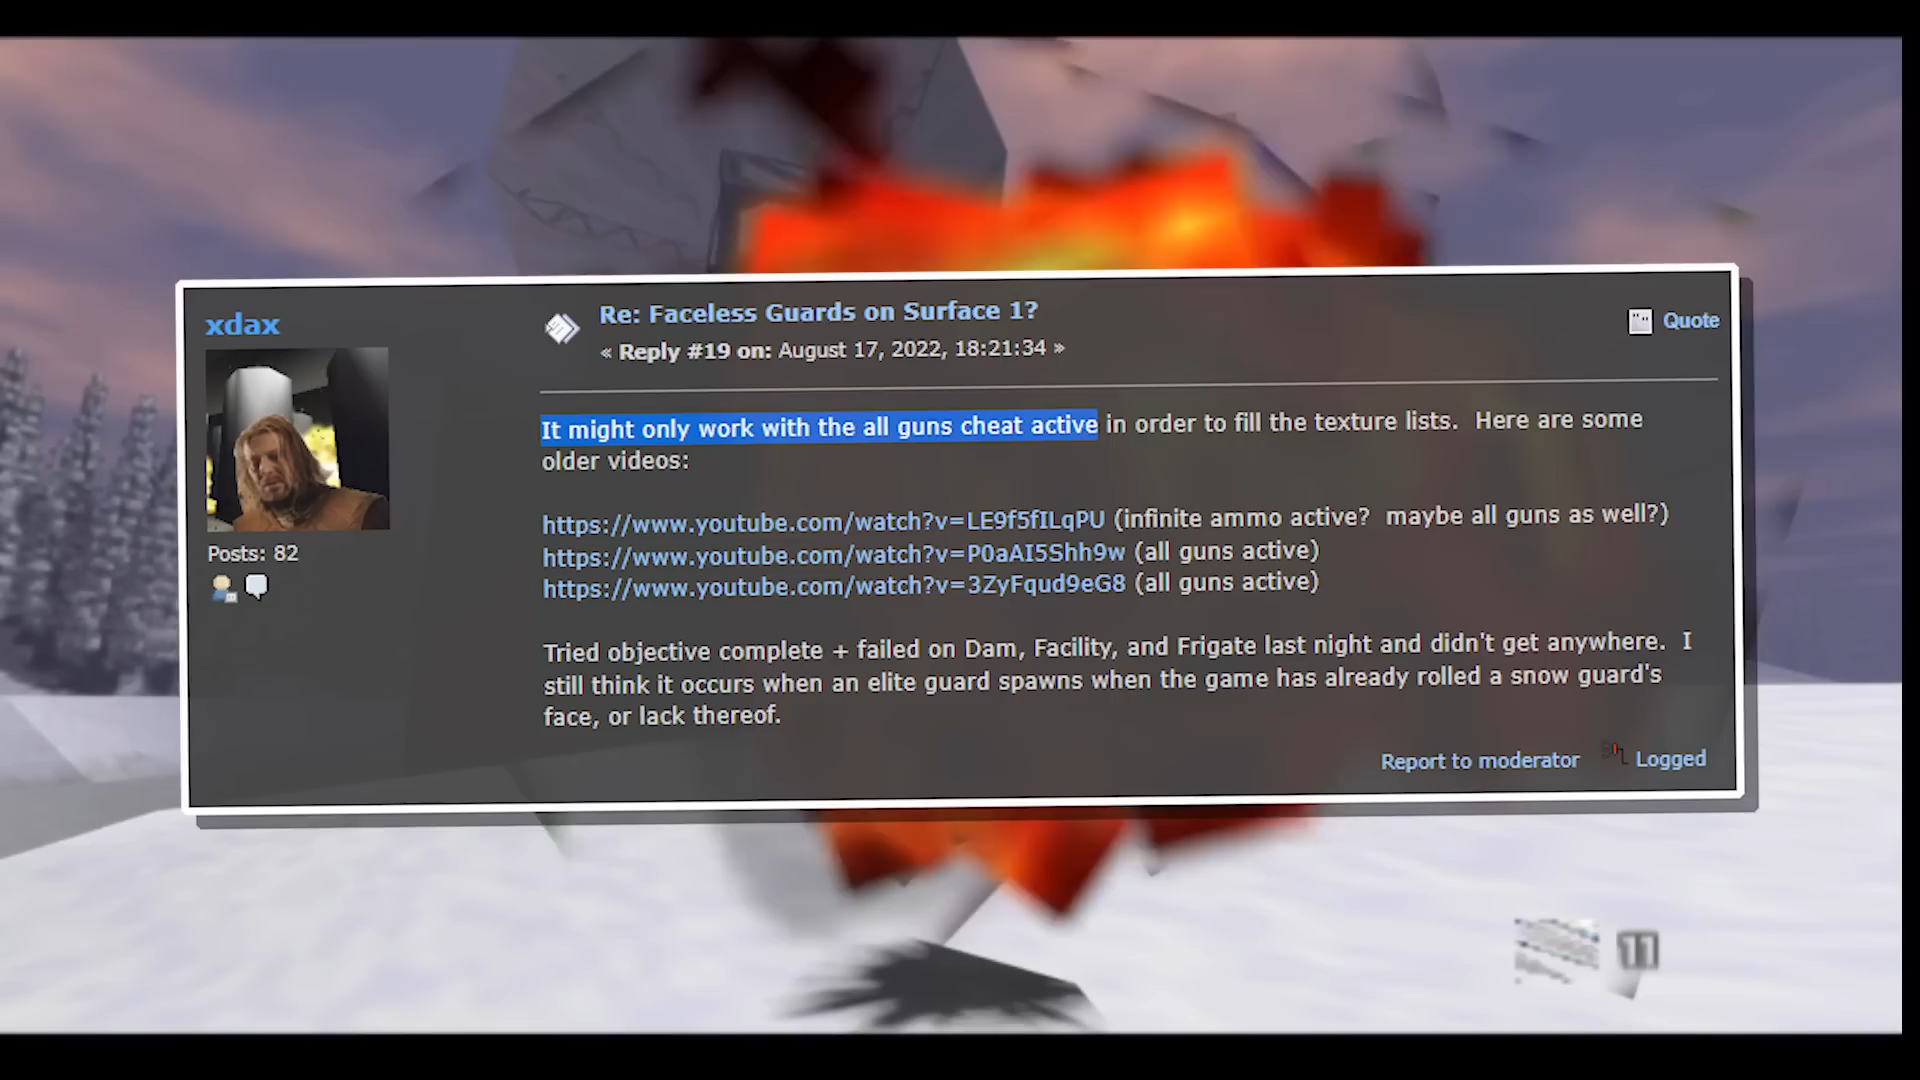 xdax
Re: Faceless Guards on Surface 1?
« Reply #19 on: August 17, 2022, 18:21:34 »
Quote
It might only work with the all guns cheat active in order to fill the texture lists.  Here are some
older videos:
https://www.youtube.com/watch?v=LE9f5fILqPU (infinite ammo active?  maybe all guns as well?)
https://www.youtube.com/watch?v=P0aAI5Shh9w (all guns active)
https://www.youtube.com/watch?v=3ZyFqud9eG8 (all guns active)
Posts: 82
Tried objective complete + failed on Dam, Facility, and Frigate last night and didn't get anywhere.  I
still think it occurs when an elite guard spawns when the game has already rolled a snow guard's
face, or lack thereof.
Report to moderator
Logged
11